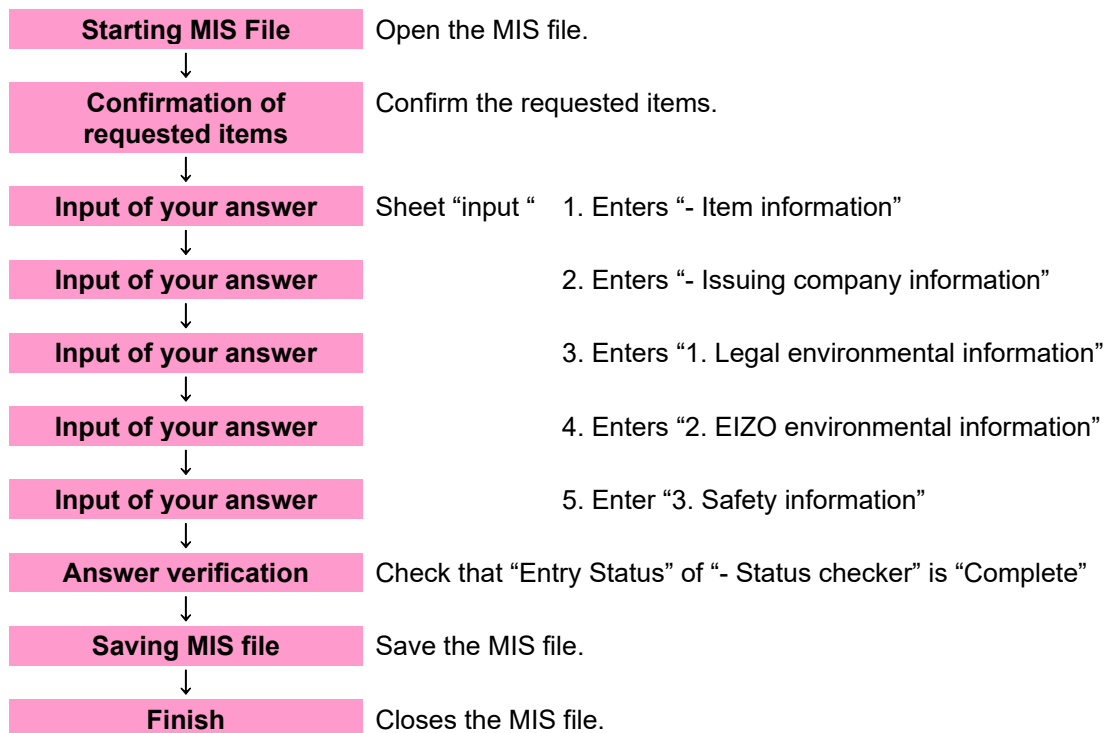 Starting MIS File Open the MIS file.
↓
Confirmation of Confirm the requested items.
requested items
↓
Input of your answer Sheet “input “ 1. Enters “- Item information”
↓
Input of your answer 2. Enters “- Issuing company information”
↓
Input of your answer 3. Enters “1. Legal environmental information”
↓
Input of your answer 4. Enters “2. EIZO environmental information”
↓
Input of your answer 5. Enter “3. Safety information”
↓
Answer verification Check that “Entry Status” of “- Status checker” is “Complete”
↓
Saving MIS file Save the MIS file.
↓
Finish Closes the MIS file.